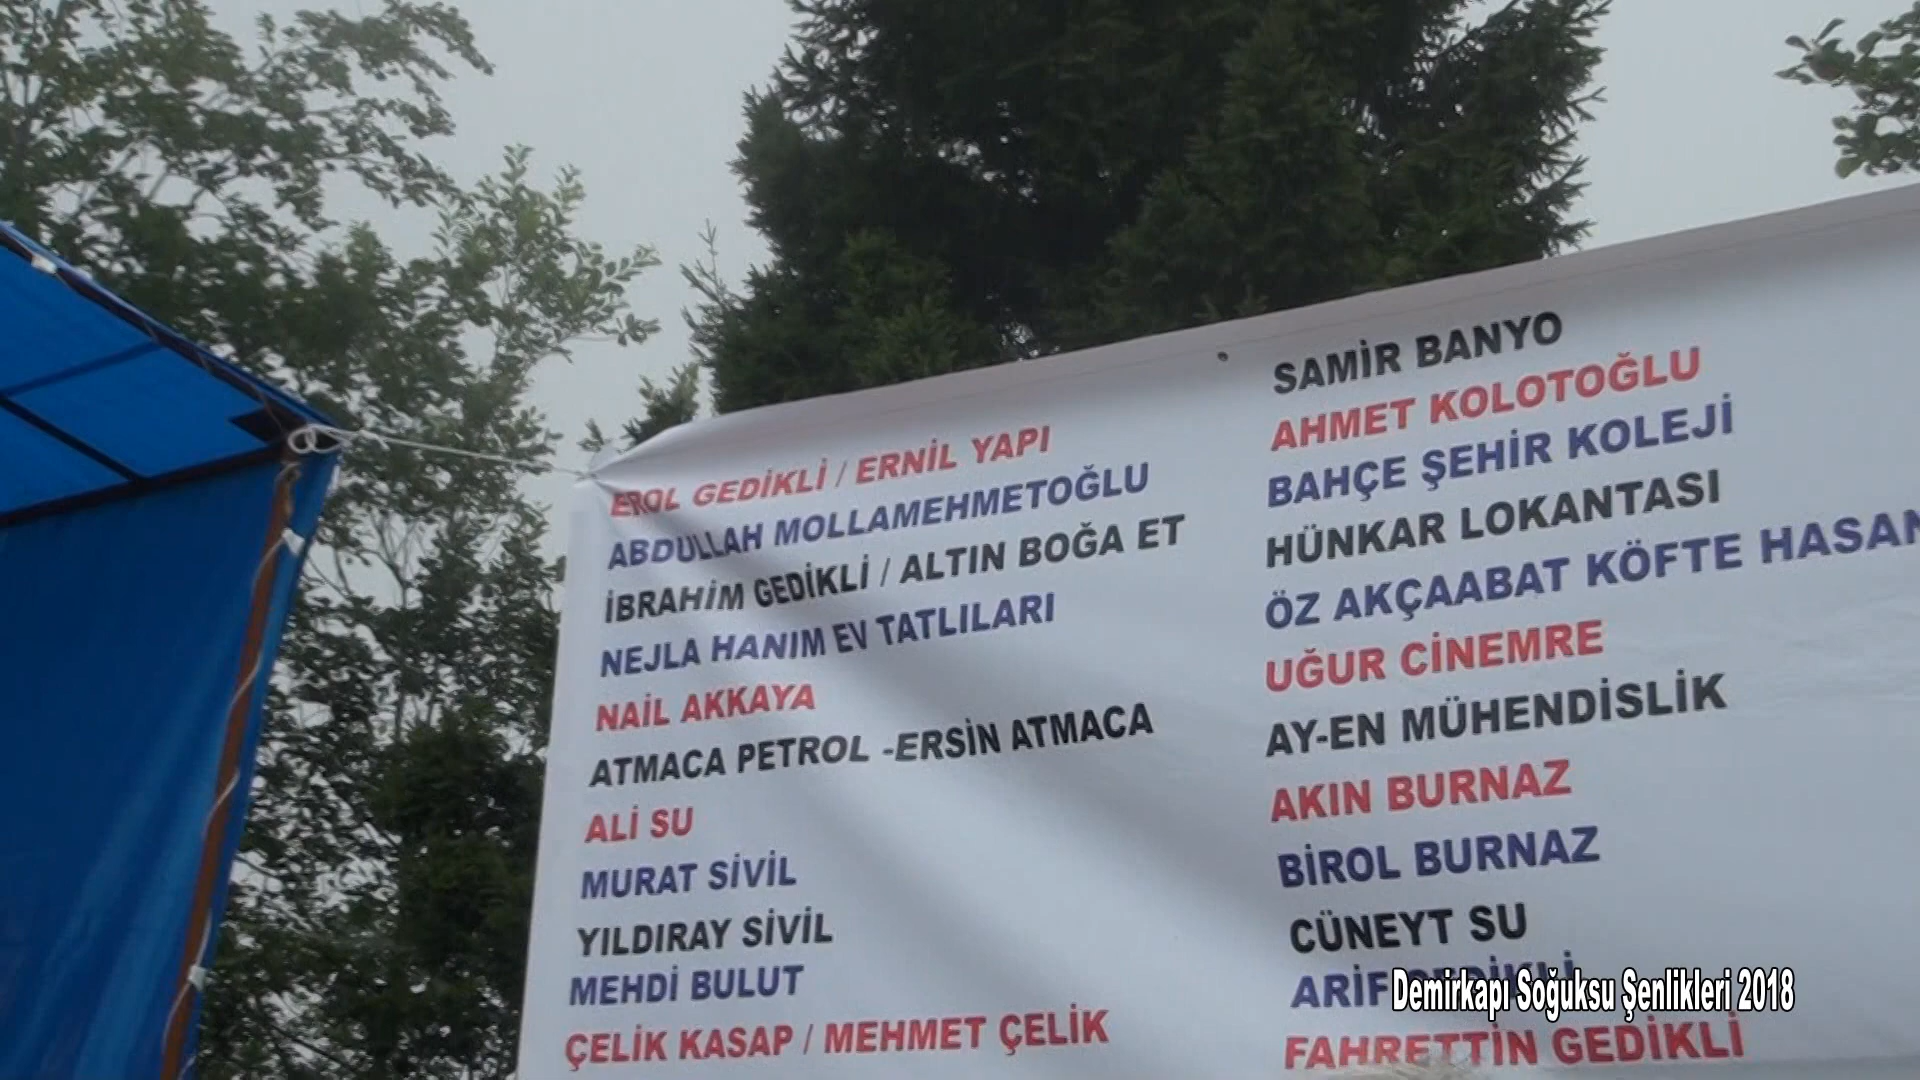 EROL GEDİKLİ / ERNİL YAPI
ABDULLAH MOLLAMEHMETOĞLU
İBRAHİM GEDİKLİ / ALTIN BOĞA ET
NEJLA HANIM EV TATLILARI
NAİL AKKAYA
ATMACA PETROL -ERSİN ATMACA
ALİ SU
MURAT SİVİL
YILDIRAY SİVİL
MEHDİ BULUT
ÇELİK KASAP / MEHMET ÇELİK
SAMİR BANYO
AHMET KOLOTOĞLU
BAHÇE ŞEHİR KOLEJİ
HÜNKAR LOKANTASI
ÖZ AKÇAABAT KÖFTE HASAN
UĞUR CİNEMRE
AY-EN MÜHENDİSLİK
AKIN BURNAZ
BİROL BURNAZ
CÜNEYT SU
ARİF
FAHRETTİN GEDİKLİ
Demirkapı Soğuksu Şenlikleri 2018